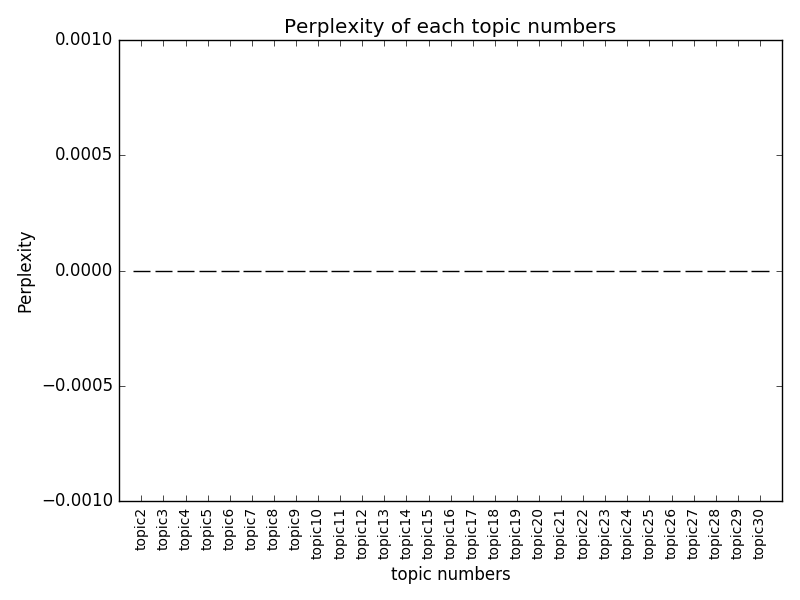 Perplexity of each topic numbers
0.0010
0.0005
0.0000
−0.0005
−0.0010
Perplexity
topic2
topic3
topic4
topic5
topic6
topic7
topic8
topic9
topic10
topic11
topic12
topic13
topic14
topic15
topic16
topic17
topic18
topic19
topic20
topic21
topic22
topic23
topic24
topic25
topic26
topic27
topic28
topic29
topic30
topic numbers